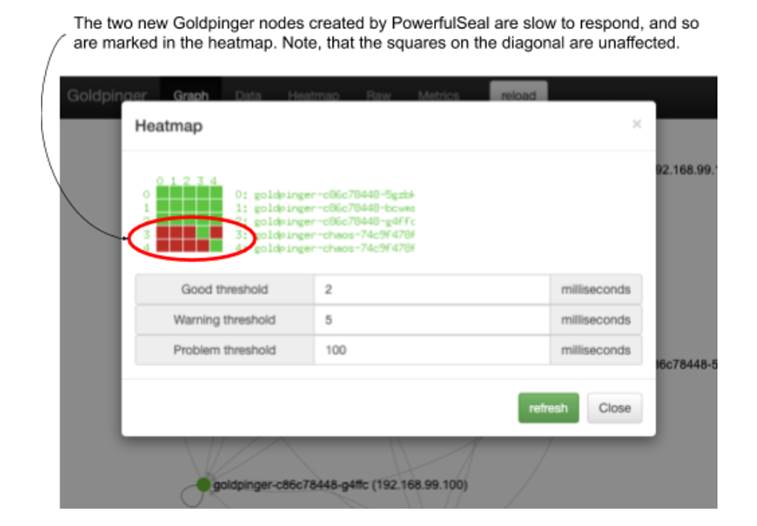 The two new Goldpinger nodes created by PowerfulSeal are slow to respond, and so
are marked in the heatmap. Note, that the squares on the diagonal are unaffected.
Goldpinger Graph Data Heatmap Raw Metrics reload
Heatmap ×
92.168.99.
0 1 2 3 4
0 0: goldpinger-c86c78448-5gzbk
1 1: goldpinger-c86c78448-bcwms
2 2: goldpinger-c86c78448-g4ffc
3 3: goldpinger-chaos-74c9f478f
4 4: goldpinger-chaos-74c9f478f
Good threshold 2 milliseconds
Warning threshold 5 milliseconds
Problem threshold 100 milliseconds
6c78448-5
refresh Close
goldpinger-c86c78448-g4ffc (192.168.99.100)